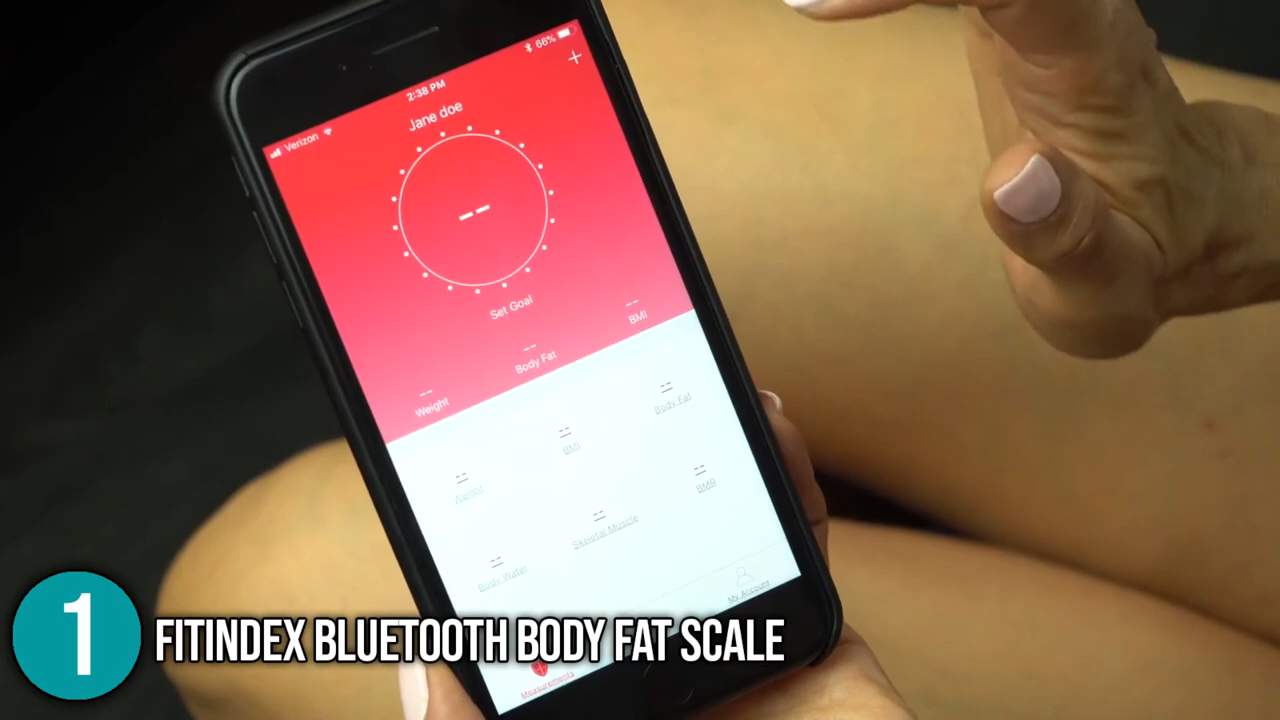 Verizon 2:38 PM 66%
+
Jane doe
--
Set Goal
-- -- --
Weight Body Fat BMI
-- -- --
Weight BMI Body Fat
-- -- --
Body Water Skeletal Muscle BMR
Measurements My Account
1 FITINDEX BLUETOOTH BODY FAT SCALE